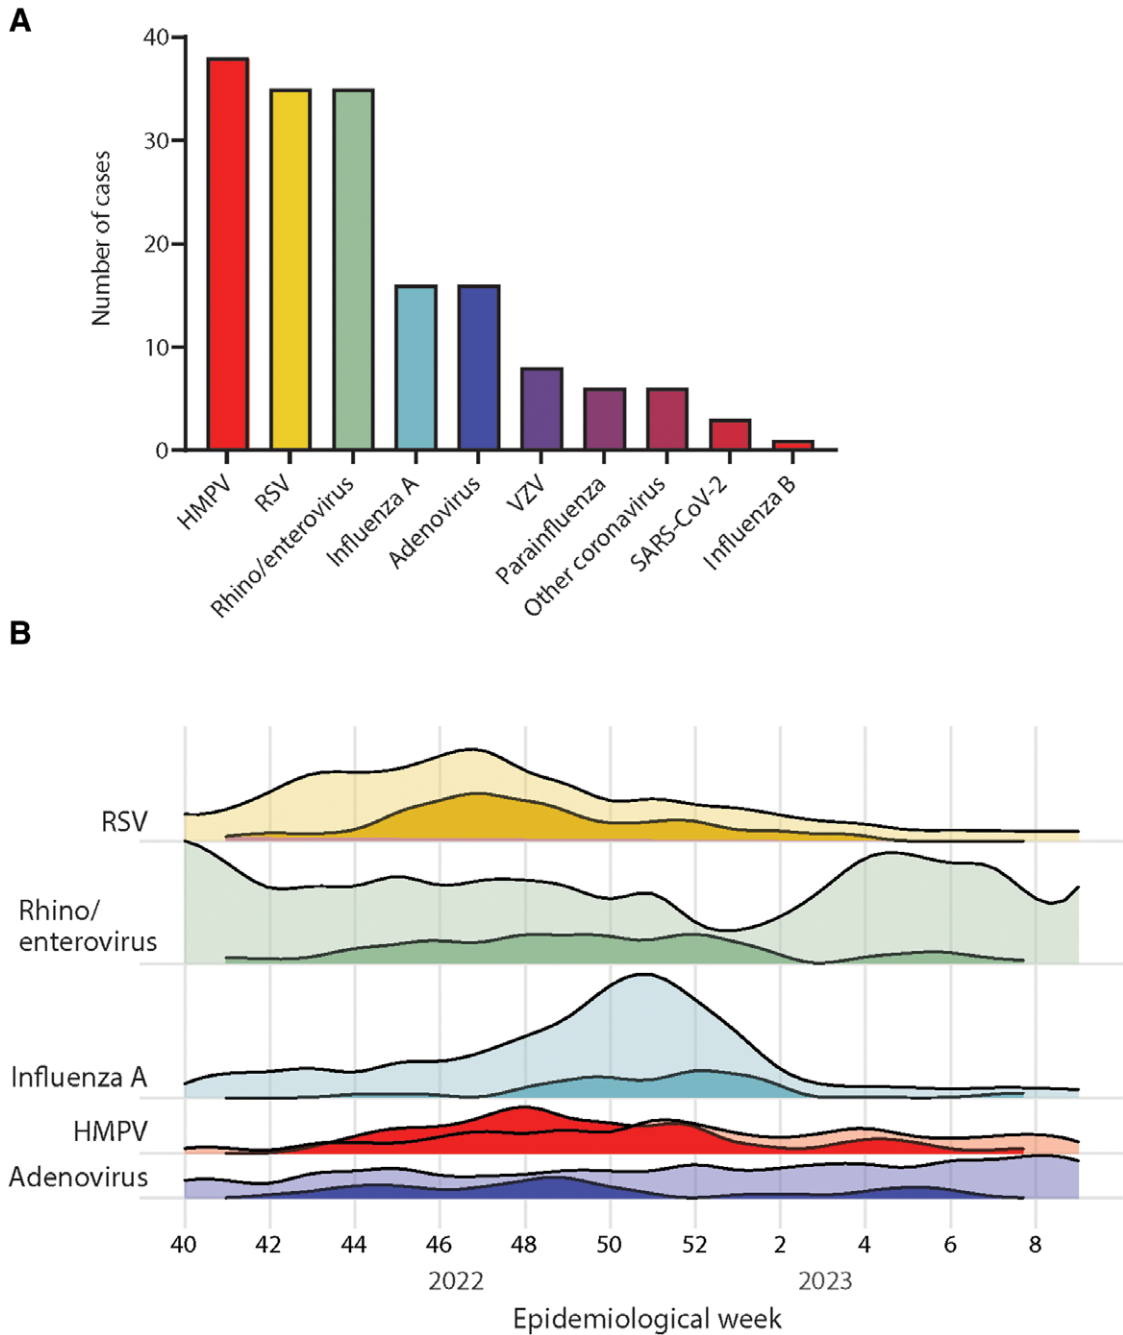 A
40
30
20
10
0
Number of cases
HMPV
RSV
Rhino/enterovirus
Influenza A
Adenovirus
VZV
Parainfluenza
Other coronavirus
SARS-CoV-2
Influenza B
B
RSV
Rhino/
enterovirus
Influenza A
HMPV
Adenovirus
40 42 44 46 48 50 52 2 4 6 8
2022 2023
Epidemiological week